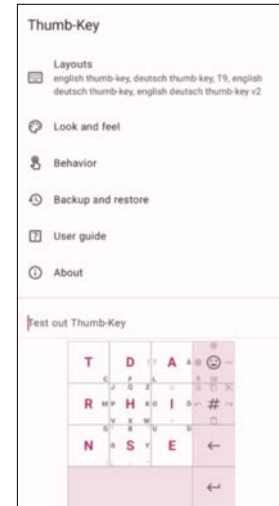 Thumb-Key
Layouts
english thumb-key, deutsch thumb-key, T9, english
deutsch thumb-key, english deutsch thumb-key v2
Look and feel
Behavior
Backup and restore
User guide
About
Test out Thumb-Key
T D A
R H I #
N S E